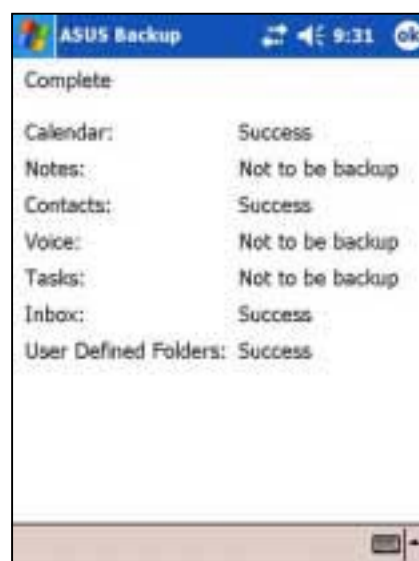 ASUS Backup 9:31 ok
Complete
Calendar: Success
Notes: Not to be backup
Contacts: Success
Voice: Not to be backup
Tasks: Not to be backup
Inbox: Success
User Defined Folders: Success